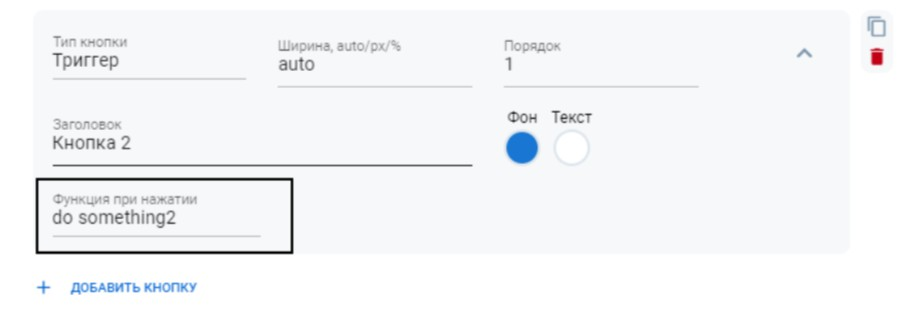 Тип кнопки
Триггер
Ширина, auto/px/%
auto
Порядок
1
Заголовок
Кнопка 2
Фон Текст
Функция при нажатии
do something2
+ ДОБАВИТЬ КНОПКУ